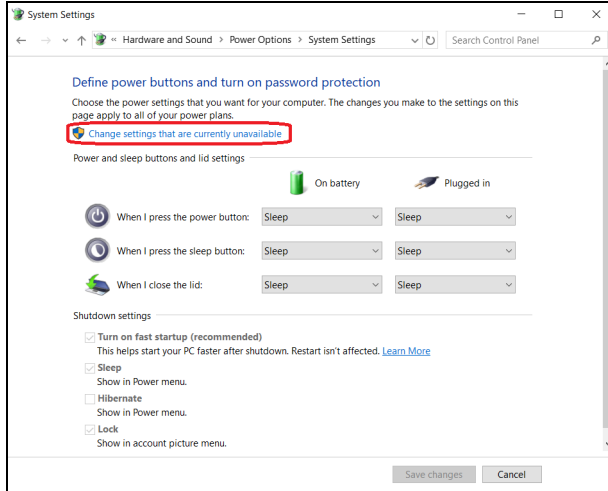 System Settings
« Hardware and Sound > Power Options > System Settings
Search Control Panel
Define power buttons and turn on password protection
Choose the power settings that you want for your computer. The changes you make to the settings on this
page apply to all of your power plans.
Change settings that are currently unavailable
Power and sleep buttons and lid settings
On battery Plugged in
When I press the power button: Sleep Sleep
When I press the sleep button: Sleep Sleep
When I close the lid: Sleep Sleep
Shutdown settings
Turn on fast startup (recommended)
This helps start your PC faster after shutdown. Restart isn't affected. Learn More
Sleep
Show in Power menu.
Hibernate
Show in Power menu.
Lock
Show in account picture menu.
Save changes Cancel